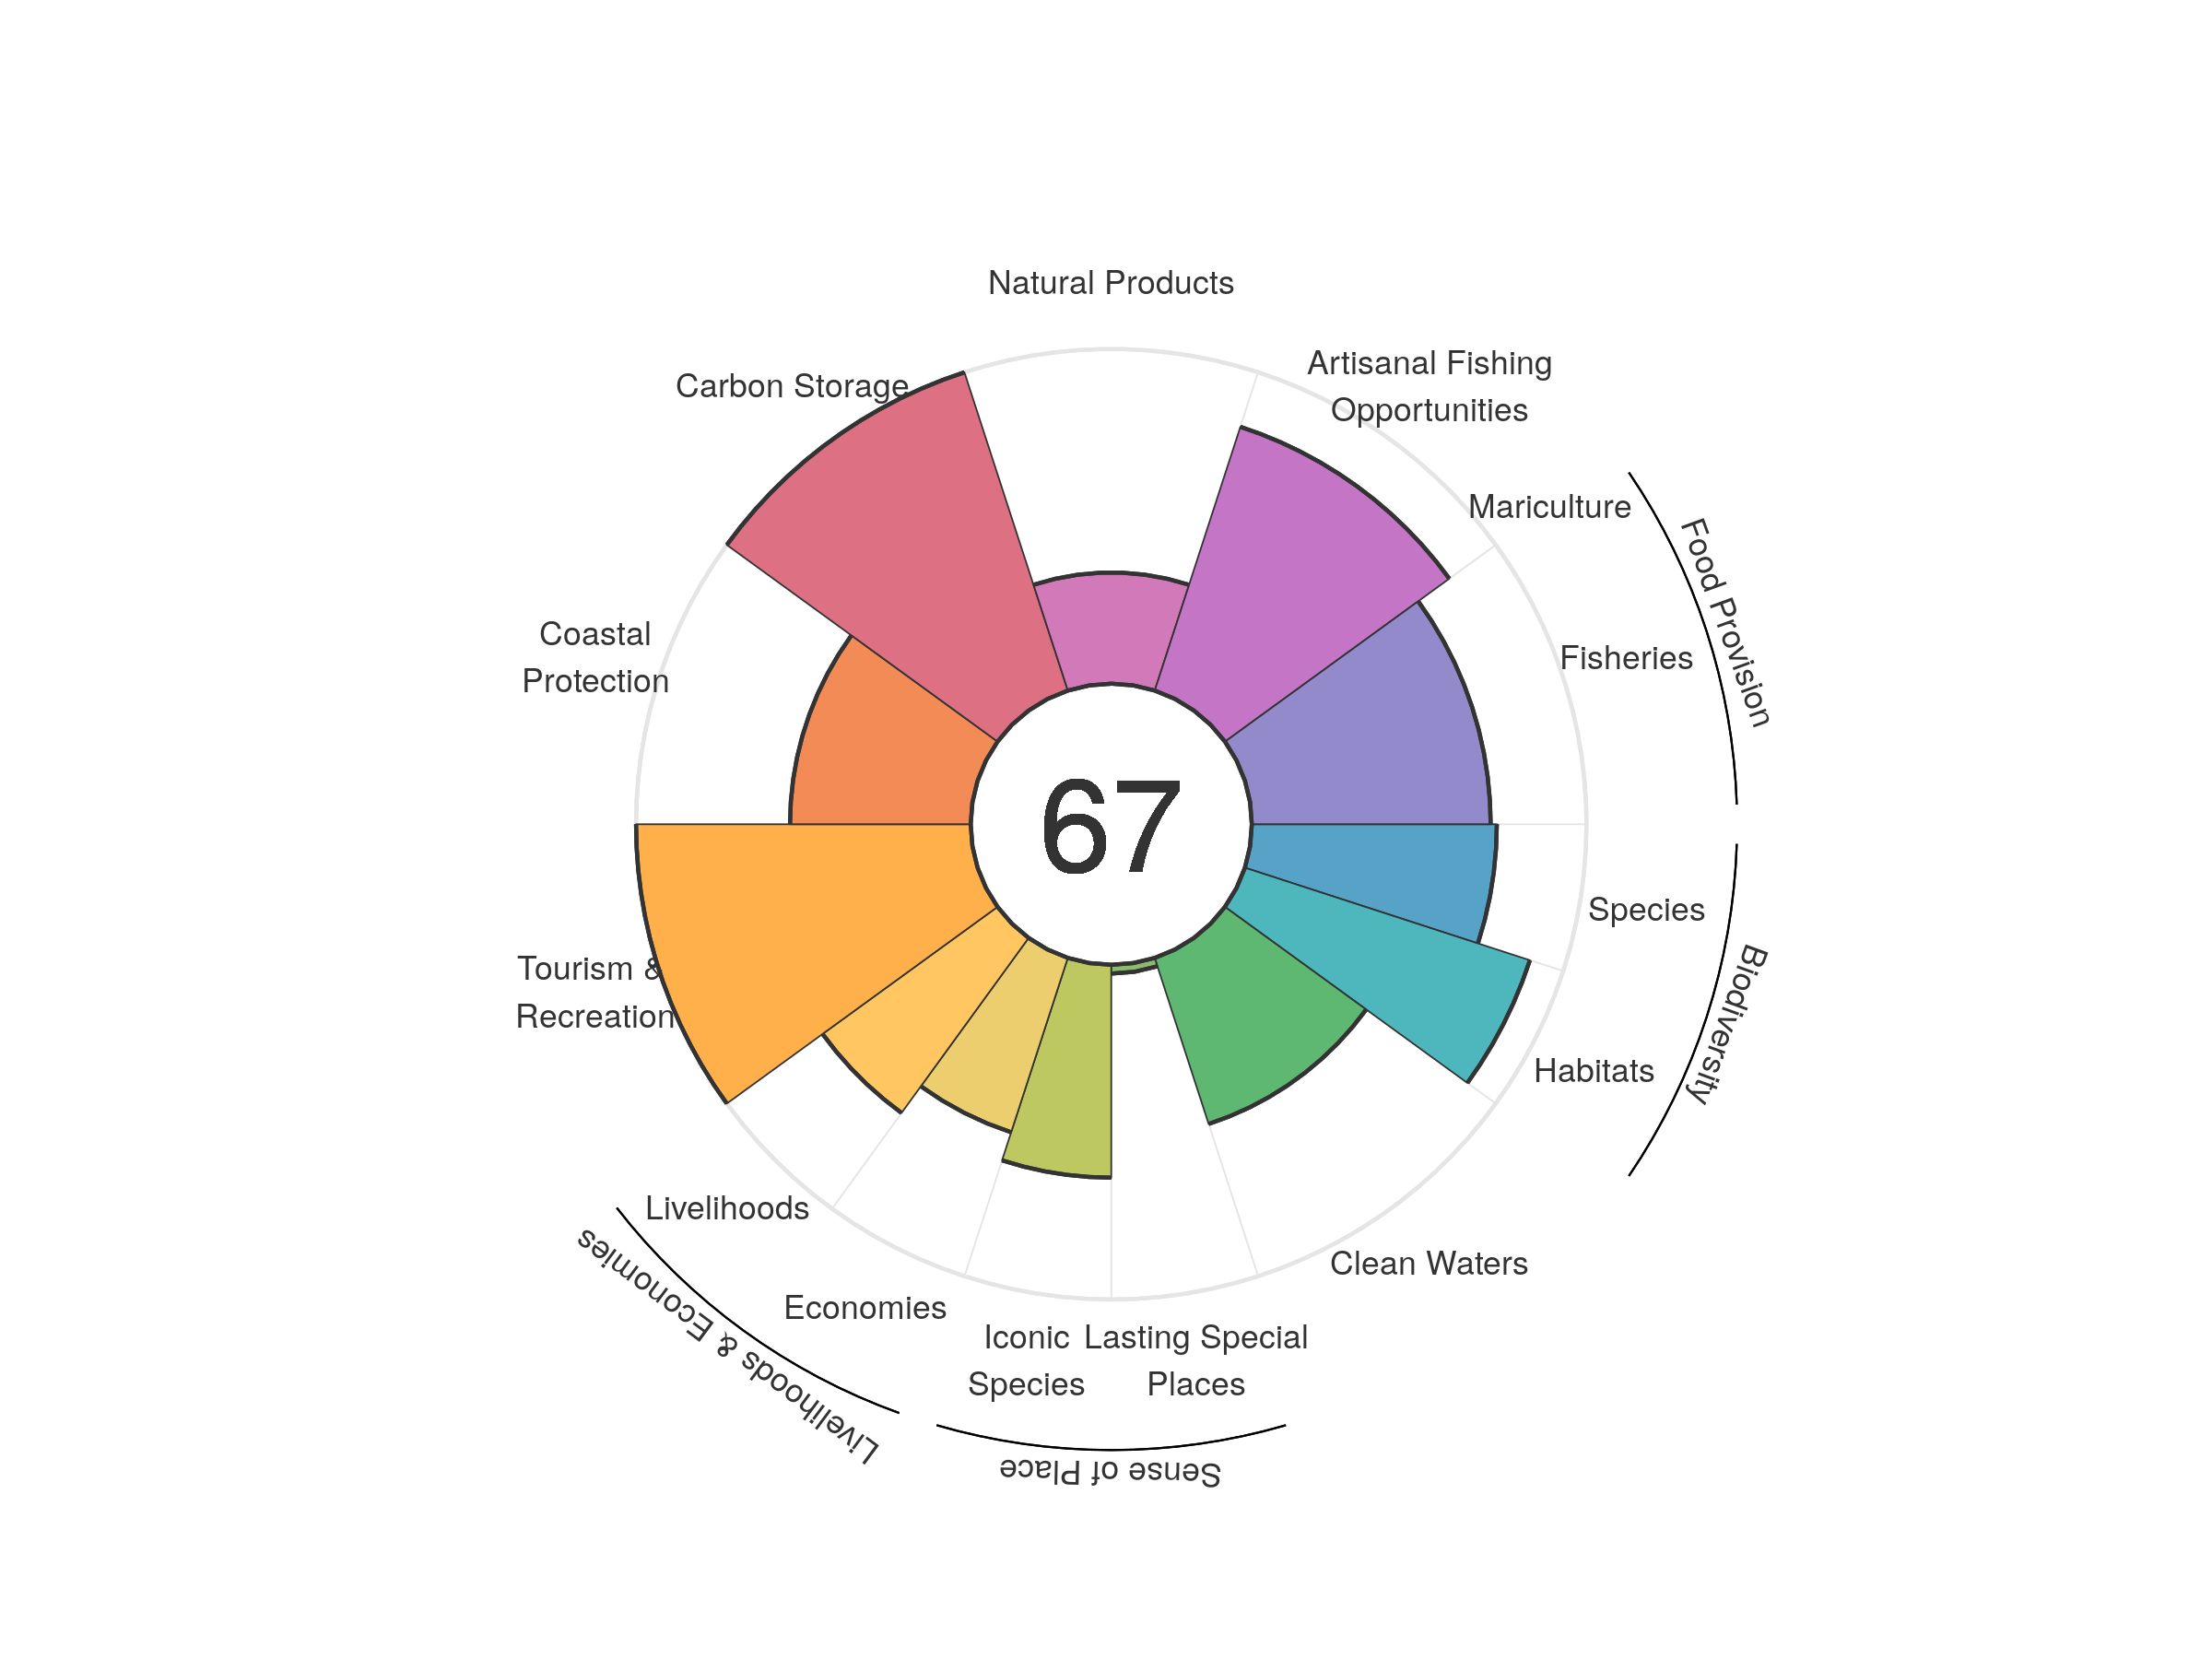 Natural Products
Artisanal Fishing
Opportunities
Carbon Storage
Mariculture
Food Provision
Coastal
Protection
Fisheries
67
Species
Biodiversity
Tourism &
Recreation
Habitats
Livelihoods
Clean Waters
Economies
Livelihoods & Economies
Iconic
Species
Lasting Special
Places
Sense of Place